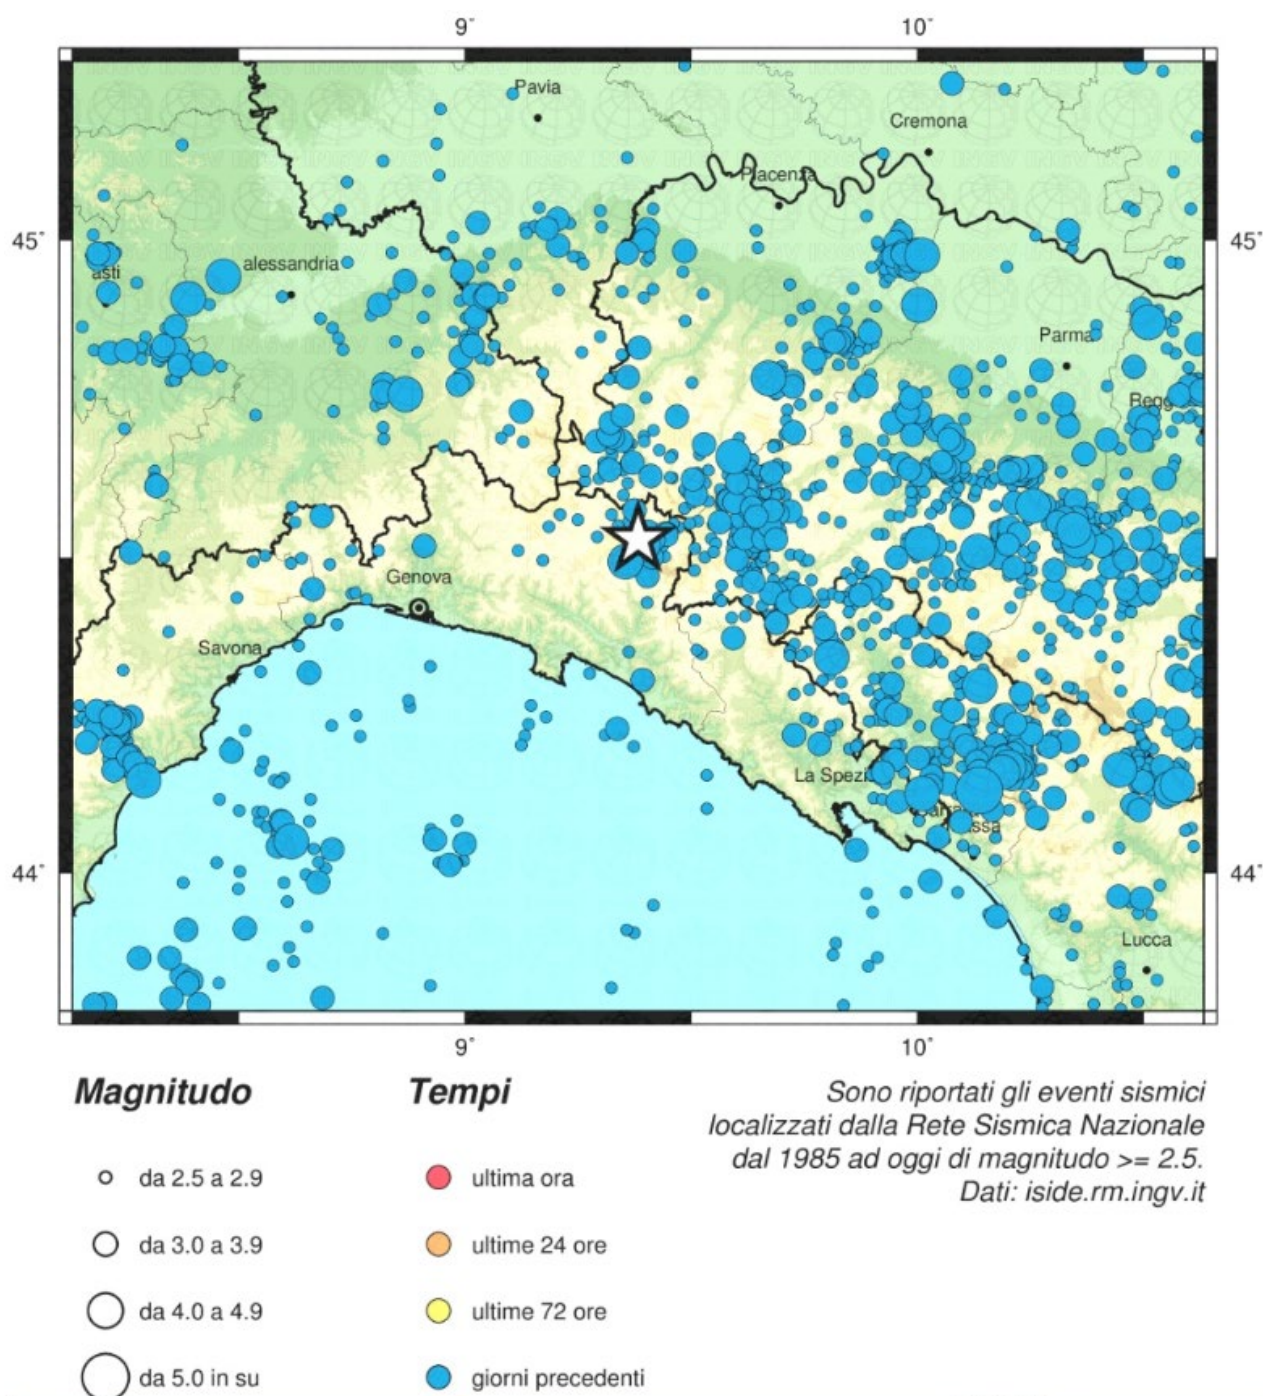 9° 10°
Pavia
Cremona
Piacenza
45° 45°
alessandria
asti
Parma
Regg
Genova
Savona
La Spezi
44° 44°
Lucca
9° 10°
Magnitudo Tempi
Sono riportati gli eventi sismici
localizzati dalla Rete Sismica Nazionale
dal 1985 ad oggi di magnitudo >= 2.5.
Dati: iside.rm.ingv.it
da 2.5 a 2.9 ultima ora
da 3.0 a 3.9 ultime 24 ore
da 4.0 a 4.9 ultime 72 ore
da 5.0 in su giorni precedenti